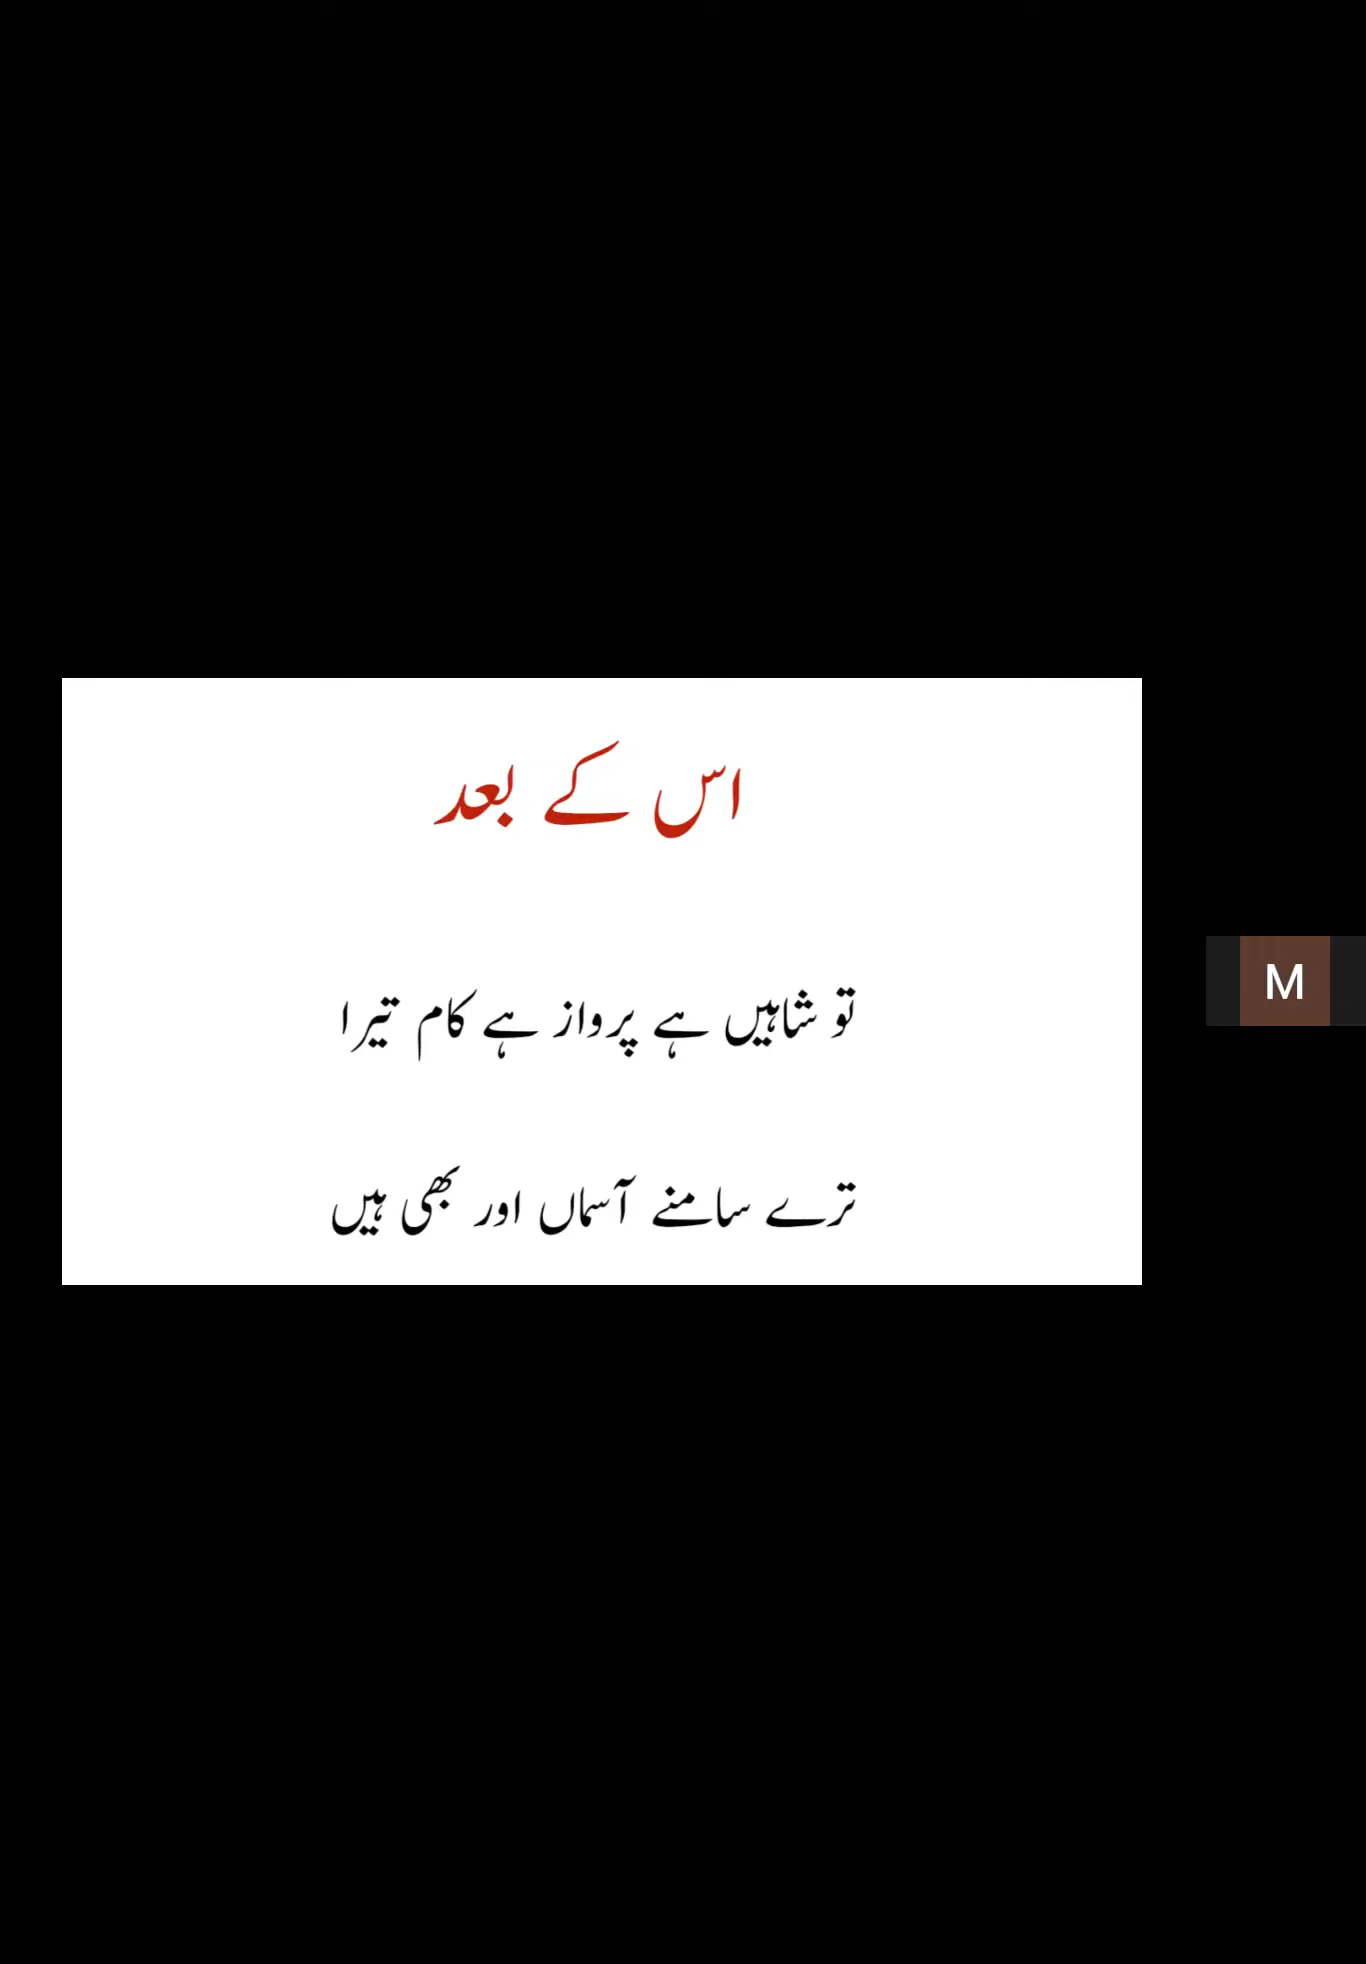 اس کے بعد
تو شاہیں ہے پرواز ہے کام تیرا
M
ترے سامنے آسماں اور بھی ہیں